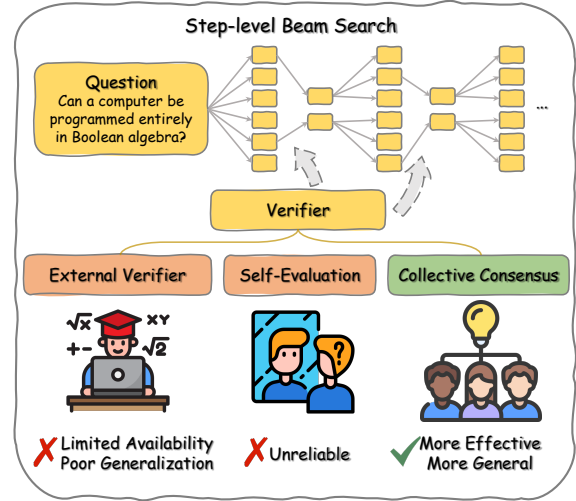 Step-level Beam Search
Question
Can a computer be
programmed entirely
in Boolean algebra?
...
Verifier
External Verifier
Self-Evaluation
Collective Consensus
√x
XY
+-
√2
?
Limited Availability
Poor Generalization
Unreliable
More Effective
More General